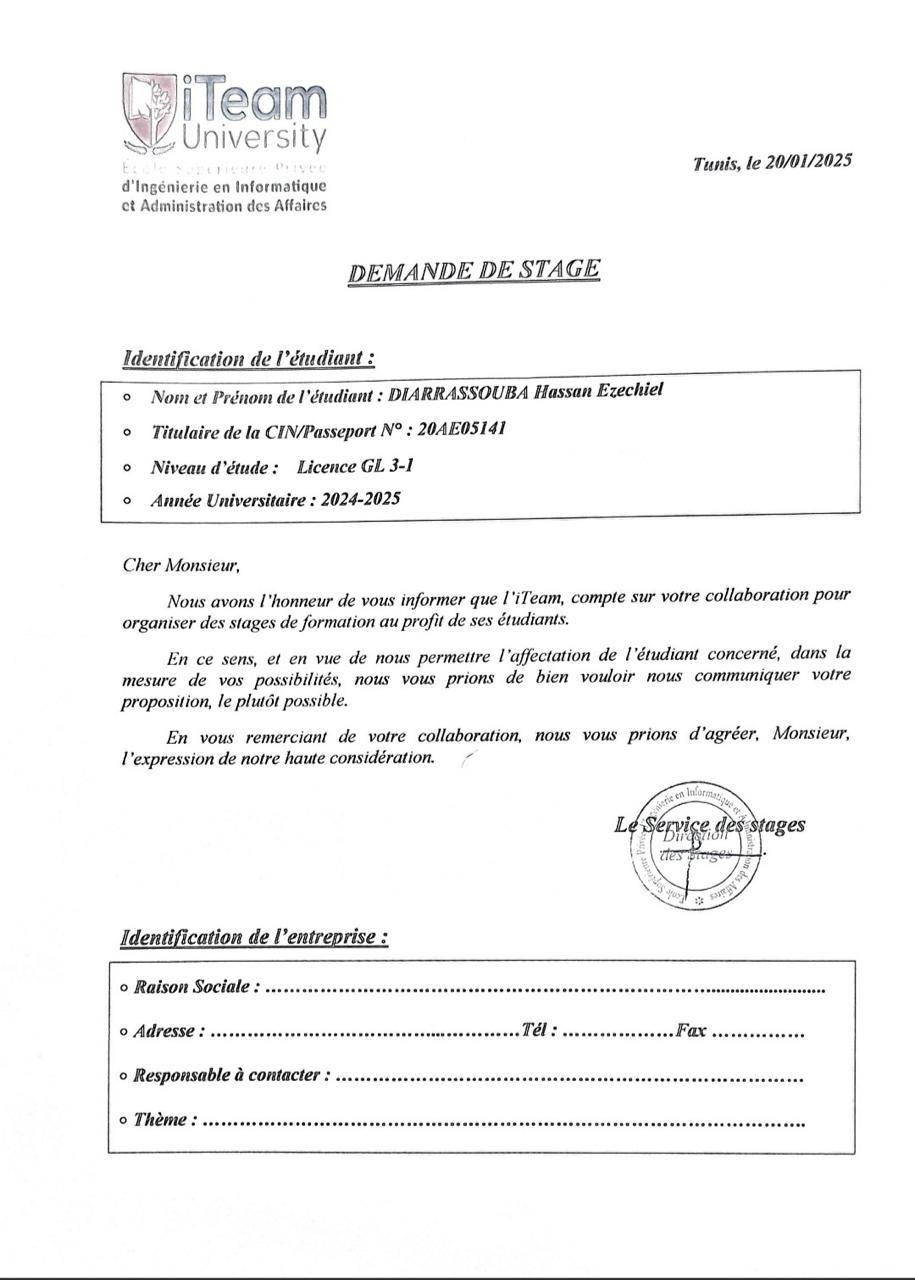 iTeam
University
École Supérieure Privée
d'Ingénierie en Informatique
et Administration des Affaires
Tunis, le 20/01/2025
DEMANDE DE STAGE
Identification de l'étudiant :
Nom et Prénom de l'étudiant : DIARRASSOUBA Hassan Ezechiel
Titulaire de la CIN/Passeport N° : 20AE05141
Niveau d'étude : Licence GL 3-1
Année Universitaire : 2024-2025
Cher Monsieur,
Nous avons l'honneur de vous informer que l'iTeam, compte sur votre collaboration pour
organiser des stages de formation au profit de ses étudiants.
En ce sens, et en vue de nous permettre l'affectation de l'étudiant concerné, dans la
mesure de vos possibilités, nous vous prions de bien vouloir nous communiquer votre
proposition, le plutôt possible.
En vous remerciant de votre collaboration, nous vous prions d'agréer, Monsieur,
l'expression de notre haute considération.
Le Service des stages
Direction
des Stages
Ecole Supérieure Privée d'Ingénierie en Informatique et Administration des Affaires
Identification de l'entreprise :
Raison Sociale : ....................................................................................
Adresse : ....................................................Tél : ....................Fax ................
Responsable à contacter : ....................................................................................
Thème : ....................................................................................